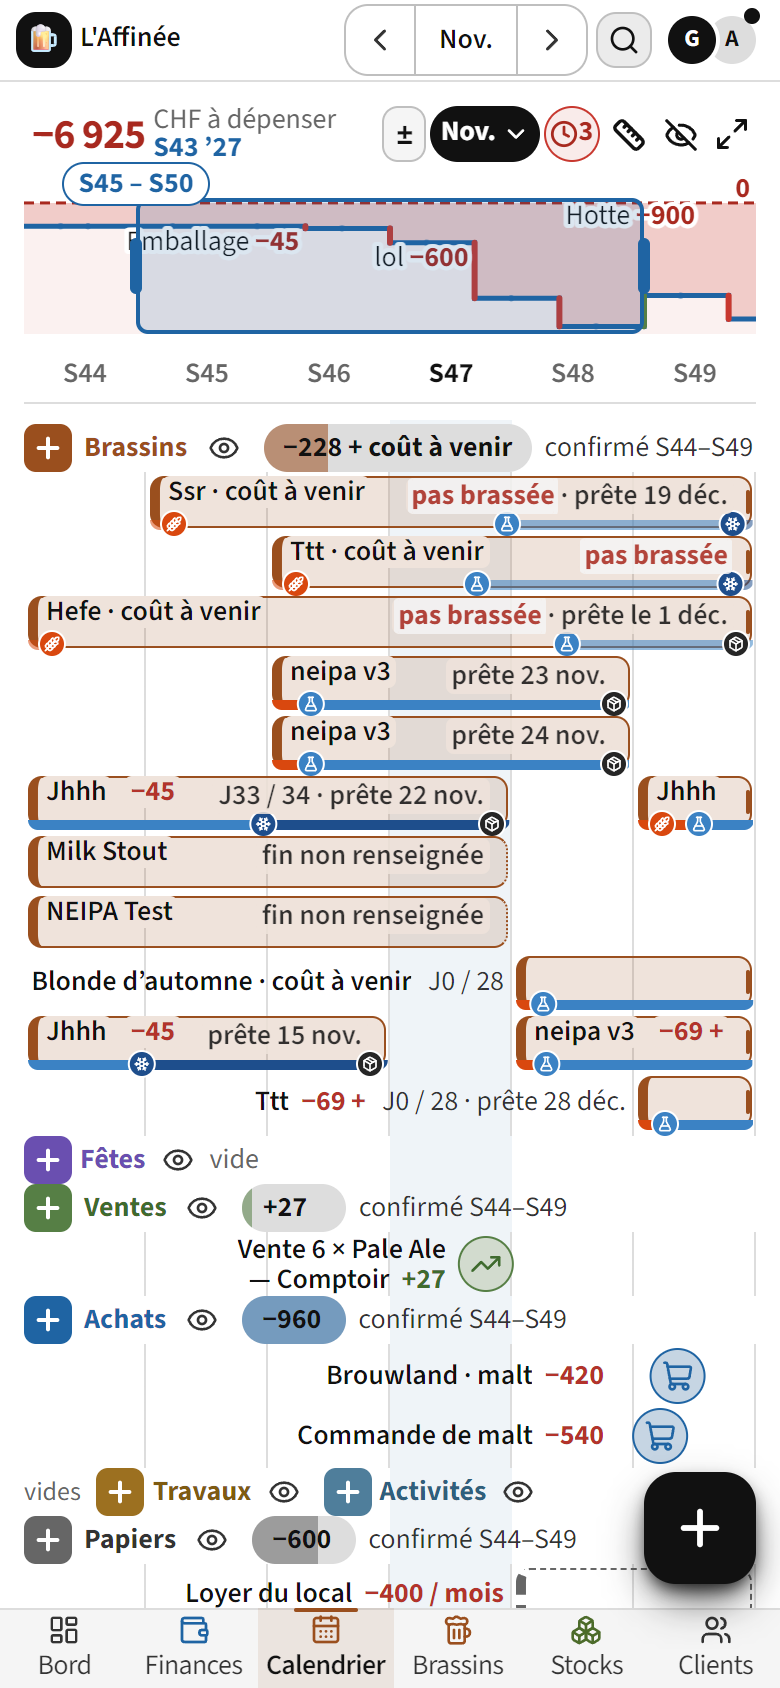 L'Affinée
Nov.
G
A
−6 925 CHF à dépenser
S43 ’27
±
Nov.
3
S45 – S50
0
Hotte −900
Emballage −45
lol −600
S44 S45 S46 S47 S48 S49
Brassins −228 + coût à venir confirmé S44–S49
Ssr · coût à venir pas brassée · prête 19 déc.
Ttt · coût à venir pas brassée
Hefe · coût à venir pas brassée · prête le 1 déc.
neipa v3 prête 23 nov.
neipa v3 prête 24 nov.
Jhhh −45 J33 / 34 · prête 22 nov. Jhhh
Milk Stout fin non renseignée
NEIPA Test fin non renseignée
Blonde d’automne · coût à venir J0 / 28
Jhhh −45 prête 15 nov. neipa v3 −69 +
Ttt −69 + J0 / 28 · prête 28 déc.
Fêtes vide
Ventes +27 confirmé S44–S49
Vente 6 × Pale Ale
— Comptoir +27
Achats −960 confirmé S44–S49
Brouwland · malt −420
Commande de malt −540
vides Travaux Activités
Papiers −600 confirmé S44–S49
Loyer du local −400 / mois
Bord Finances Calendrier Brassins Stocks Clients